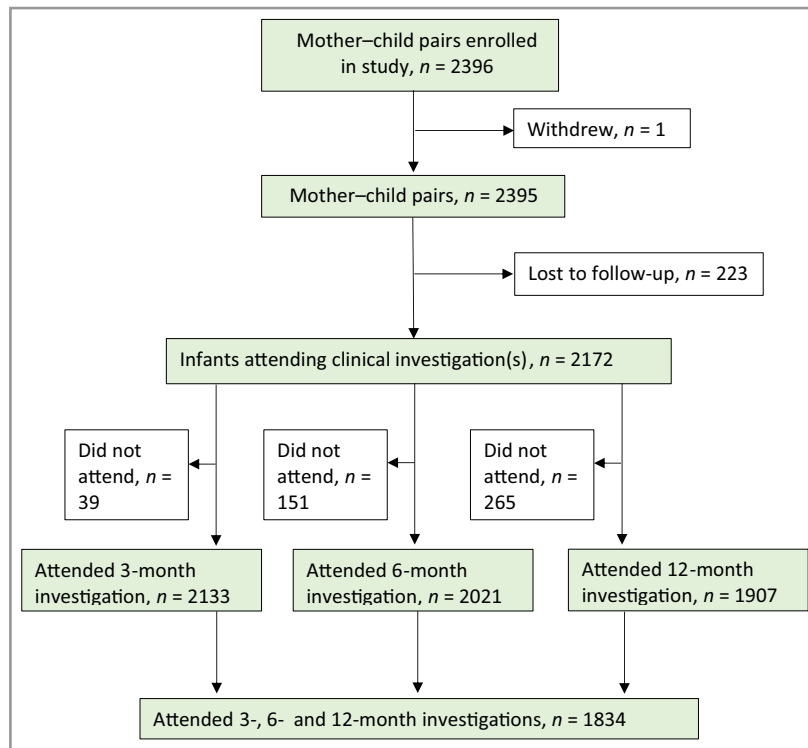 Mother–child pairs enrolled
in study, n = 2396
Withdrew, n = 1
Mother–child pairs, n = 2395
Lost to follow-up, n = 223
Infants attending clinical investigation(s), n = 2172
Did not
attend, n =
39
Did not
attend, n =
151
Did not
attend, n =
265
Attended 3-month
investigation, n = 2133
Attended 6-month
investigation, n = 2021
Attended 12-month
investigation, n = 1907
Attended 3-, 6- and 12-month investigations, n = 1834